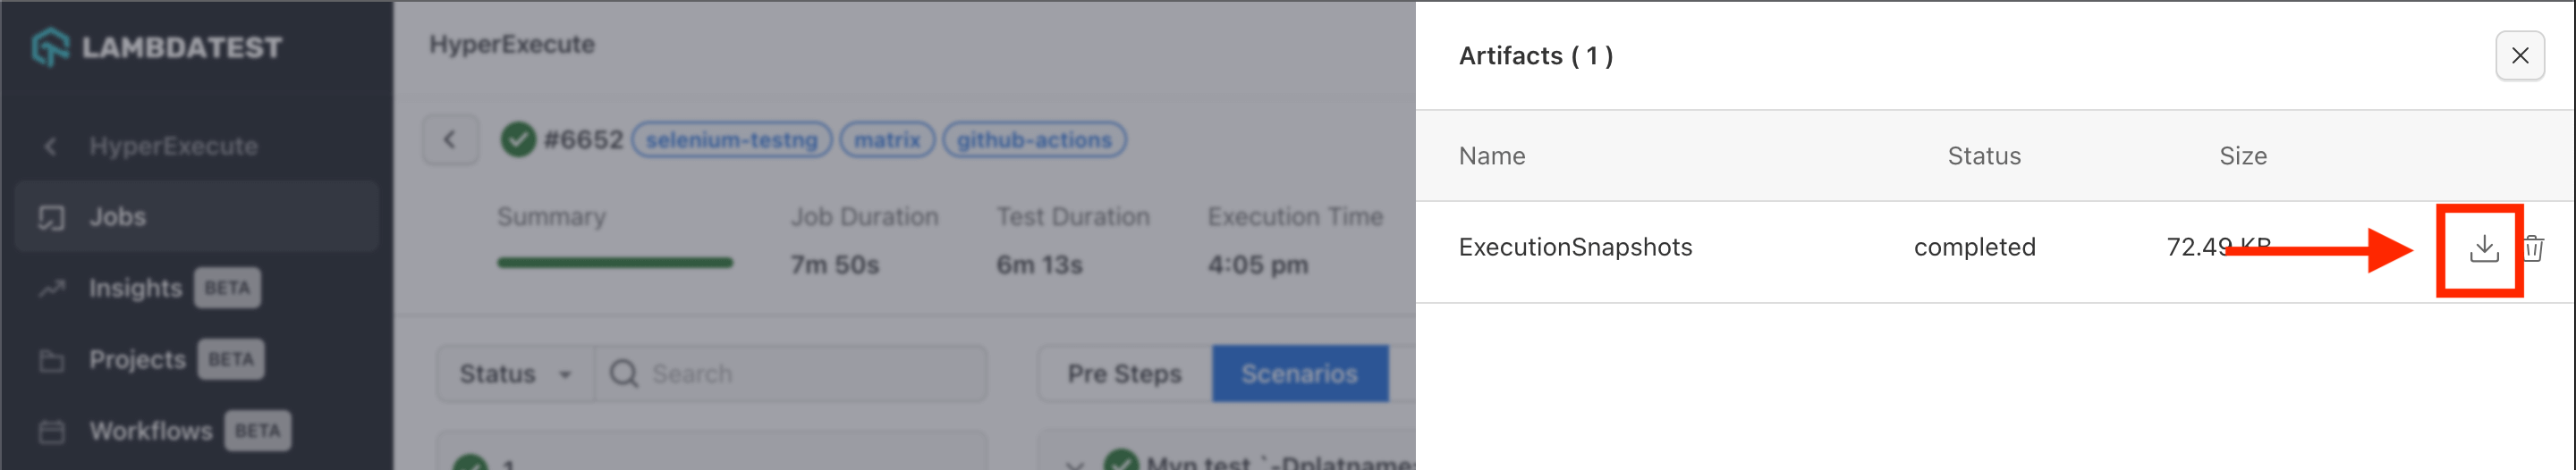 LAMBDATEST
HyperExecute
Jobs
Insights BETA
Projects BETA
Workflows BETA
HyperExecute
#6652 selenium-testng matrix github-actions
Summary Job Duration Test Duration Execution Time
7m 50s 6m 13s 4:05 pm
Status Search Pre Steps Scenarios
1 Mvn test `-Dplatname
Artifacts ( 1 )
Name Status Size
ExecutionSnapshots completed 72.49 KB